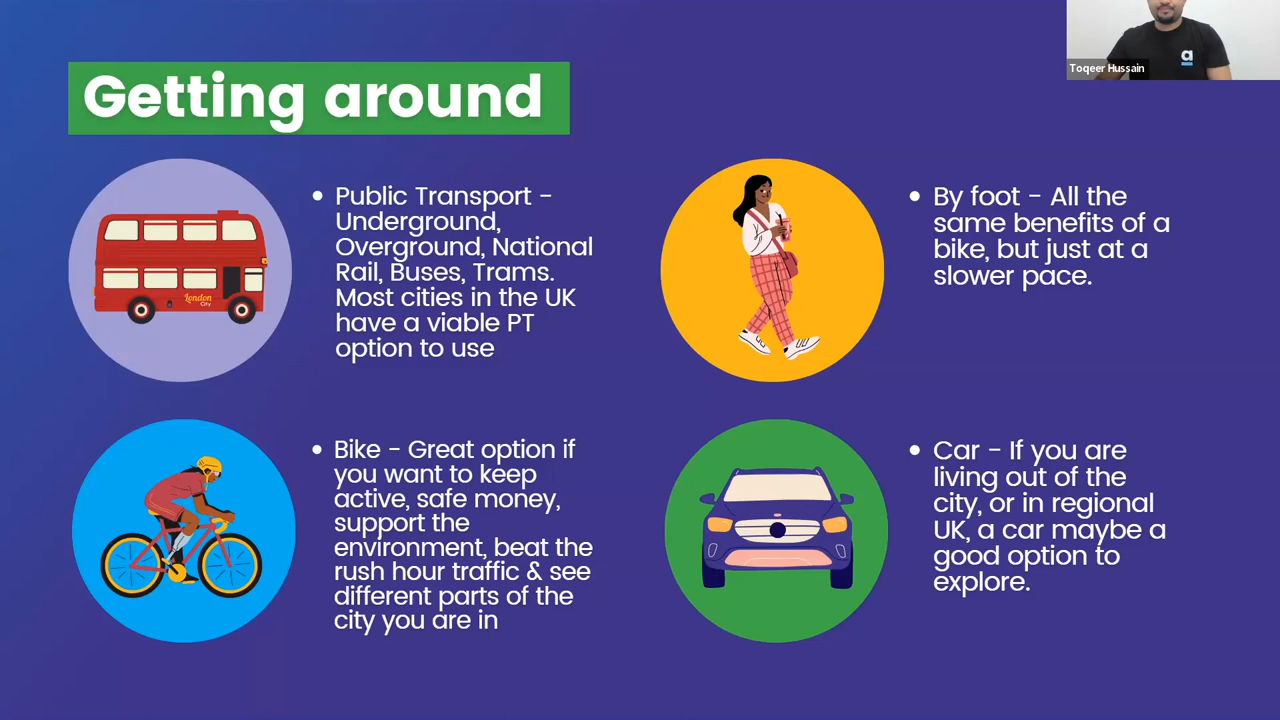 Getting around
Toqeer Hussain
a
London
City
• Public Transport -
Underground,
Overground, National
Rail, Buses, Trams.
Most cities in the UK
have a viable PT
option to use
• By foot - All the
same benefits of a
bike, but just at a
slower pace.
• Bike - Great option if
you want to keep
active, safe money,
support the
environment, beat the
rush hour traffic & see
different parts of the
city you are in
• Car - If you are
living out of the
city, or in regional
UK, a car maybe a
good option to
explore.